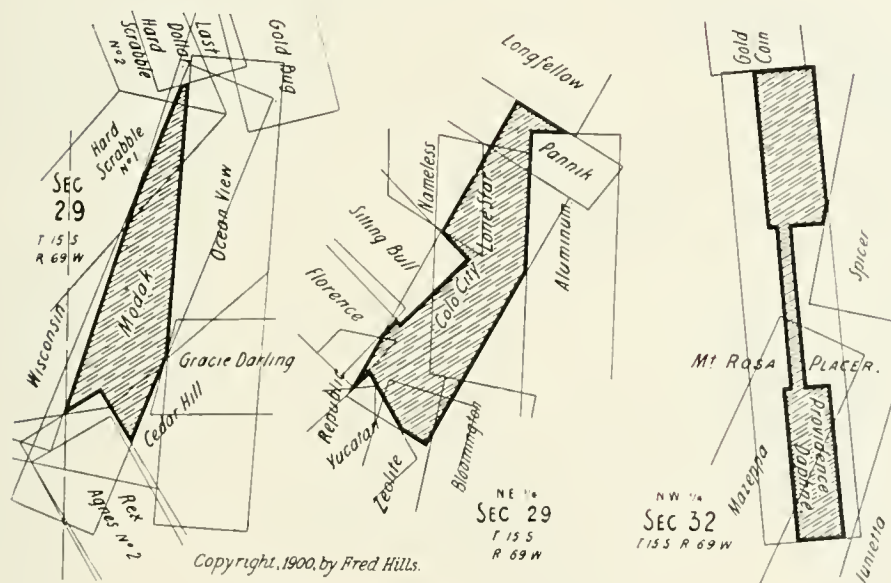 Last
Dolta
Hard
Scrabble
Nº 2
Gold Bug
Hard
Scrabble
Nº 1
SEC
29
T 15 S
R 69 W
Ocean View
Modok
Wisconsin
Gracie Darling
Cedar Hill
Rex
Agnes Nº 2
Copyright, 1900, by Fred Hills.
Longfellow
Pannik
Nameless
Lone Star
Sitting Bull
Aluminum
Colo City
Florence
Republic
Yucatan
Zeolite
Bloomington
NE ¼
SEC 29
T 15 S
R 69 W
Gold
Coin
Spicer
Mt ROSA PLACER.
Providence
Daphne
Mazeppa
NW ¼
SEC 32
T 15 S R 69 W
Junietta